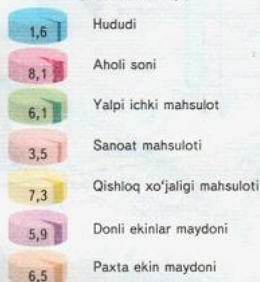 1,6 Hududi
8,1 Aholi soni
6,1 Yalpi ichki mahsulot
3,5 Sanoat mahsuloti
7,3 Qishloq xo'jaligi mahsuloti
5,9 Donli ekinlar maydoni
6,5 Paxta ekin maydoni